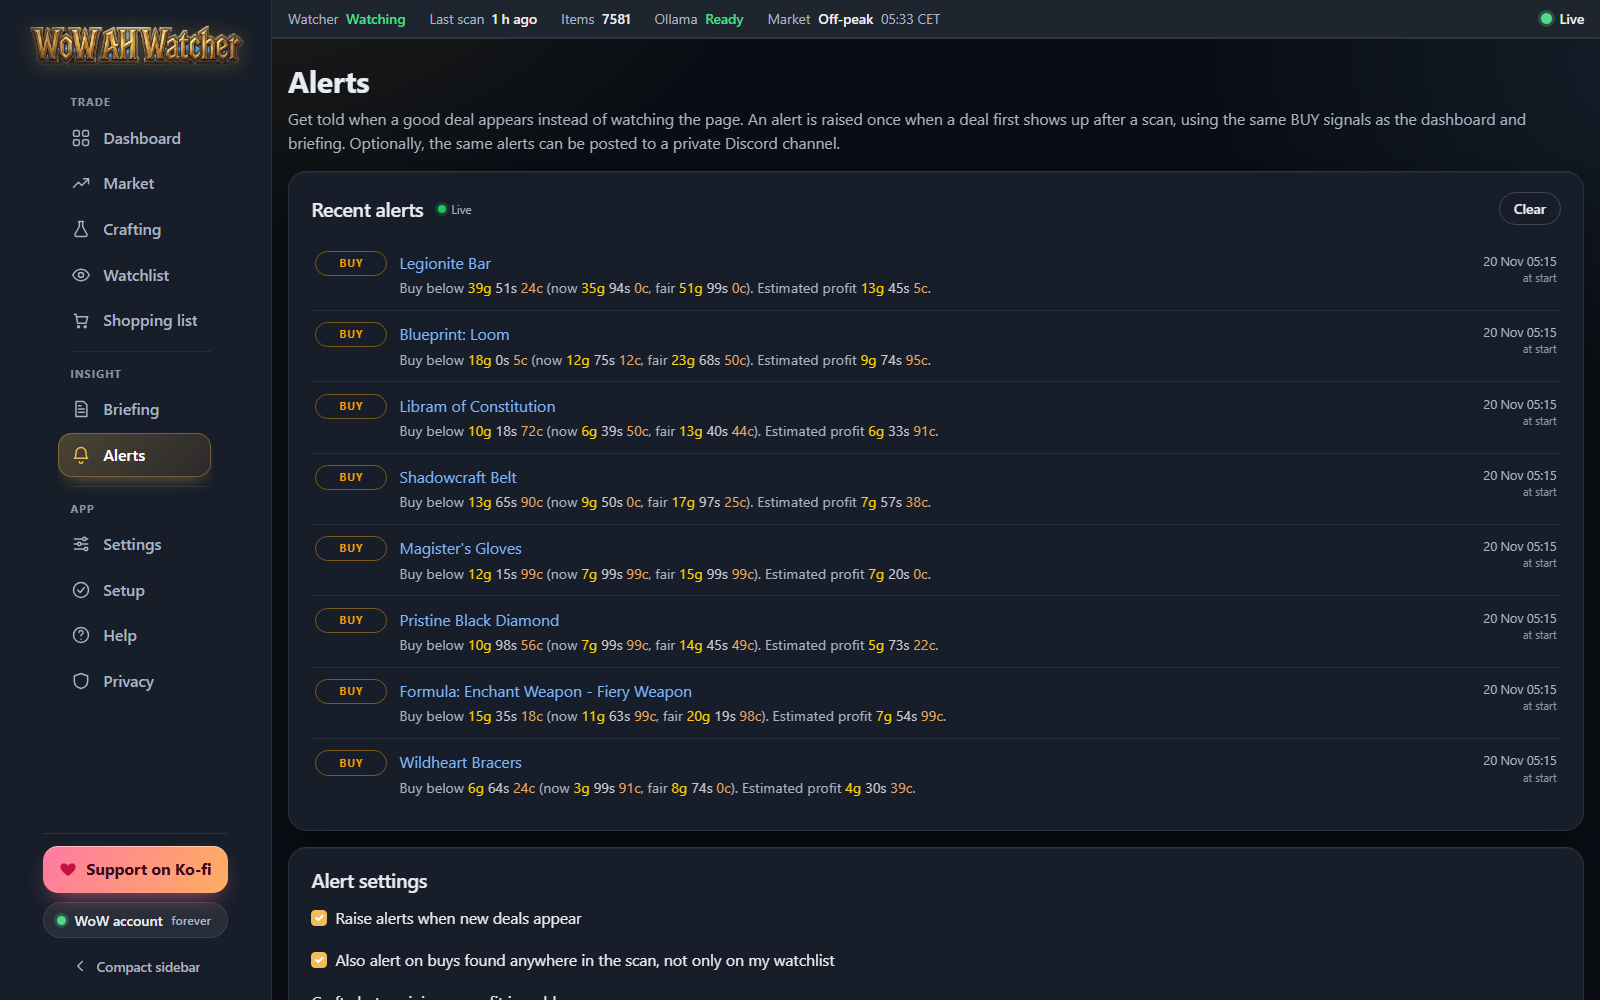 WoW AH Watcher
TRADE
Dashboard
Market
Crafting
Watchlist
Shopping list
INSIGHT
Briefing
Alerts
APP
Settings
Setup
Help
Privacy
Support on Ko-fi
WoW account forever
Compact sidebar
Watcher Watching Last scan 1 h ago Items 7581 Ollama Ready Market Off-peak 05:33 CET Live
Alerts
Get told when a good deal appears instead of watching the page. An alert is raised once when a deal first shows up after a scan, using the same BUY signals as the dashboard and
briefing. Optionally, the same alerts can be posted to a private Discord channel.
Recent alerts Live Clear
BUY Legionite Bar 20 Nov 05:15
Buy below 39g 51s 24c (now 35g 94s 0c, fair 51g 99s 0c). Estimated profit 13g 45s 5c. at start
BUY Blueprint: Loom 20 Nov 05:15
Buy below 18g 0s 5c (now 12g 75s 12c, fair 23g 68s 50c). Estimated profit 9g 74s 95c. at start
BUY Libram of Constitution 20 Nov 05:15
Buy below 10g 18s 72c (now 6g 39s 50c, fair 13g 40s 44c). Estimated profit 6g 33s 91c. at start
BUY Shadowcraft Belt 20 Nov 05:15
Buy below 13g 65s 90c (now 9g 50s 0c, fair 17g 97s 25c). Estimated profit 7g 57s 38c. at start
BUY Magister's Gloves 20 Nov 05:15
Buy below 12g 15s 99c (now 7g 99s 99c, fair 15g 99s 99c). Estimated profit 7g 20s 0c. at start
BUY Pristine Black Diamond 20 Nov 05:15
Buy below 10g 98s 56c (now 7g 99s 99c, fair 14g 45s 49c). Estimated profit 5g 73s 22c. at start
BUY Formula: Enchant Weapon - Fiery Weapon 20 Nov 05:15
Buy below 15g 35s 18c (now 11g 63s 99c, fair 20g 19s 98c). Estimated profit 7g 54s 99c. at start
BUY Wildheart Bracers 20 Nov 05:15
Buy below 6g 64s 24c (now 3g 99s 91c, fair 8g 74s 0c). Estimated profit 4g 30s 39c. at start
Alert settings
Raise alerts when new deals appear
Also alert on buys found anywhere in the scan, not only on my watchlist